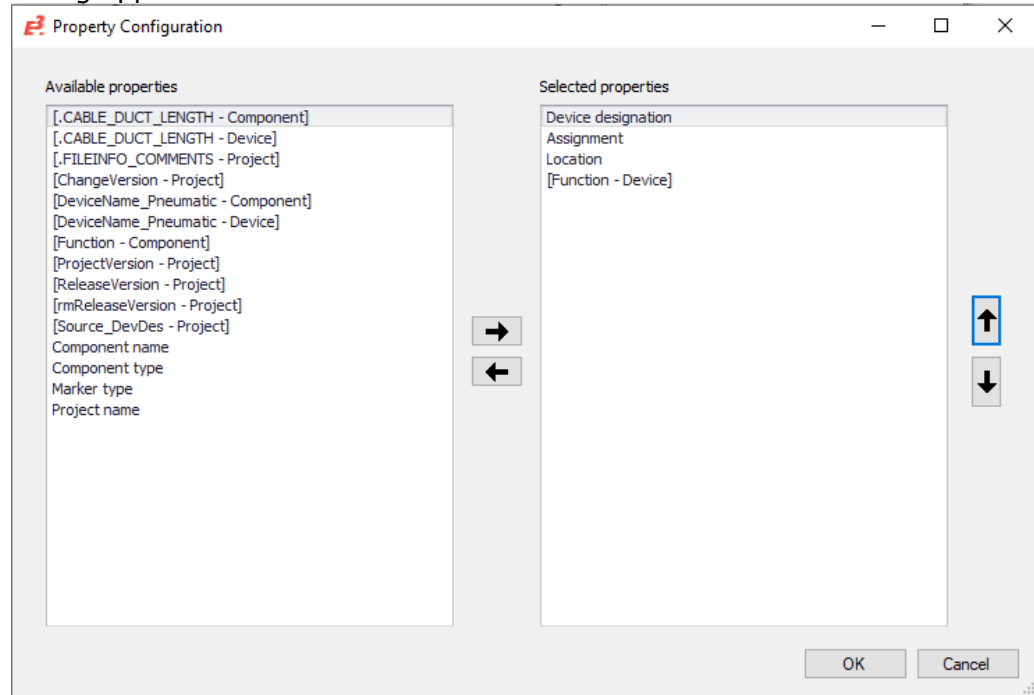 E³. Property Configuration
Available properties
[.CABLE_DUCT_LENGTH - Component]
[.CABLE_DUCT_LENGTH - Device]
[.FILEINFO_COMMENTS - Project]
[ChangeVersion - Project]
[DeviceName_Pneumatic - Component]
[DeviceName_Pneumatic - Device]
[Function - Component]
[ProjectVersion - Project]
[ReleaseVersion - Project]
[rmReleaseVersion - Project]
[Source_DevDes - Project]
Component name
Component type
Marker type
Project name
Selected properties
Device designation
Assignment
Location
[Function - Device]
OK
Cancel